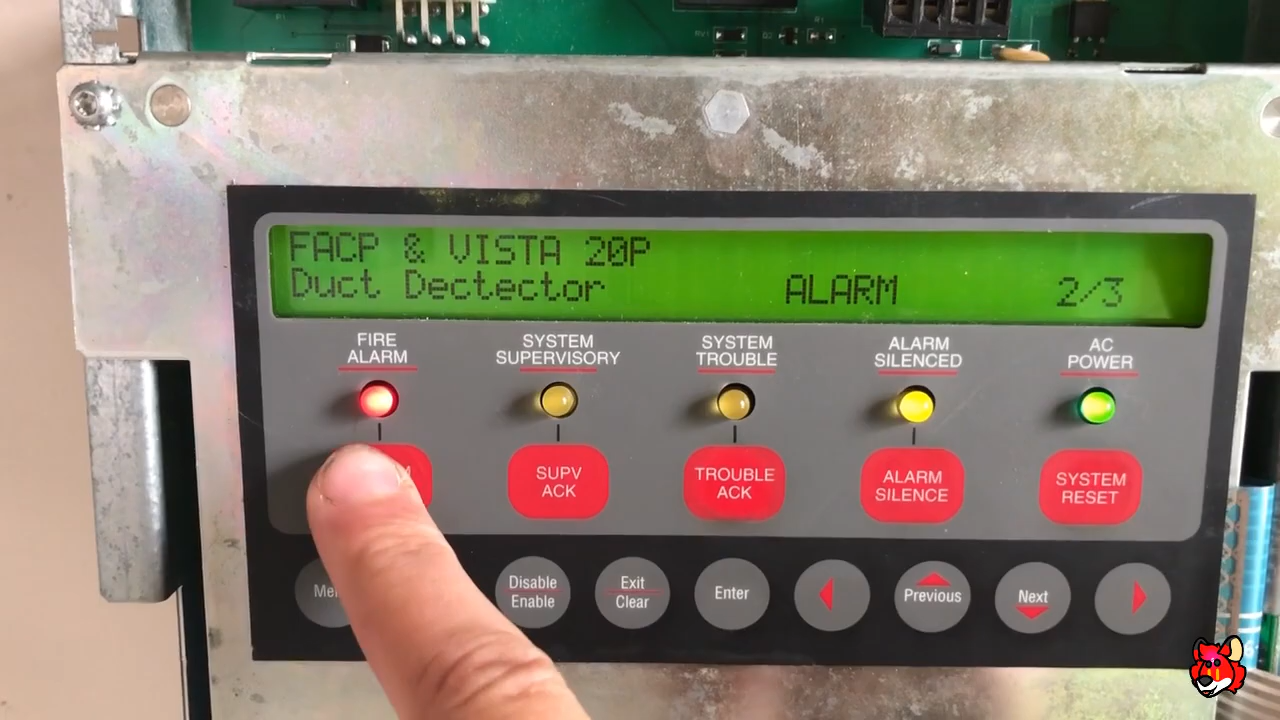 FACP & VISTA 20P
Duct Dectector ALARM 2/3
FIRE
ALARM
SYSTEM
SUPERVISORY
SYSTEM
TROUBLE
ALARM
SILENCED
AC
POWER
SUPV
ACK
TROUBLE
ACK
ALARM
SILENCE
SYSTEM
RESET
Disable
Enable
Exit
Clear
Enter
Previous
Next